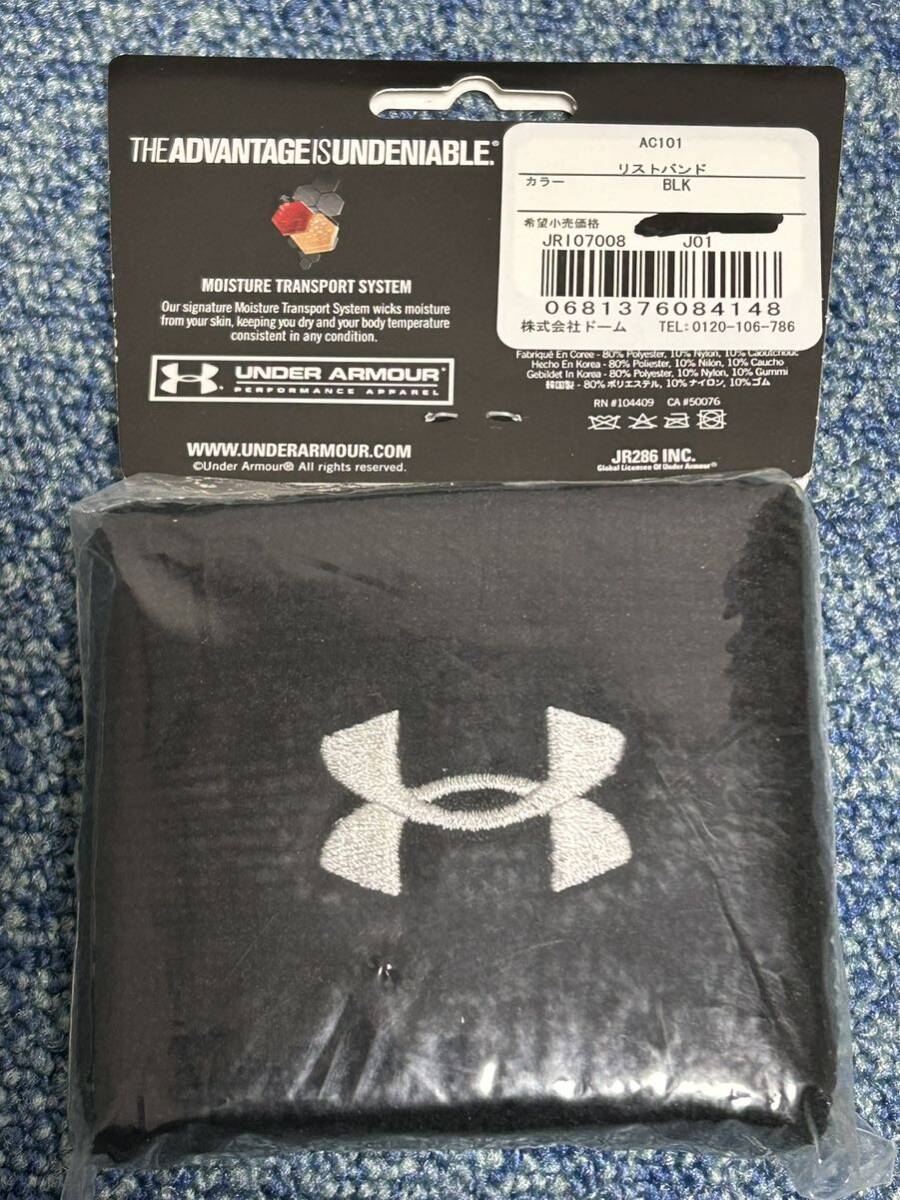 THE ADVANTAGE IS UNDENIABLE.®
MOISTURE TRANSPORT SYSTEM
Our signature Moisture Transport System wicks moisture
from your skin, keeping you dry and your body temperature
consistent in any condition.
UNDER ARMOUR®
PERFORMANCE APPAREL
WWW.UNDERARMOUR.COM
©Under Armour® All rights reserved.
AC101
リストバンド
カラー BLK
希望小売価格
JRI07008 J01
0681376084148
株式会社ドーム TEL:0120-106-786
Fabriqué En Coree - 80% Polyester, 10% Nylon, 10% Caoutchouc
Hecho En Korea - 80% Poliester, 10% Nilón, 10% Caucho
Gebildet In Korea - 80% Polyester, 10% Nylon, 10% Gummi
韓国製 - 80% ポリエステル, 10% ナイロン, 10% ゴム
RN #104409 CA #50076
JR286 INC.
Global Licensee Of Under Armour®